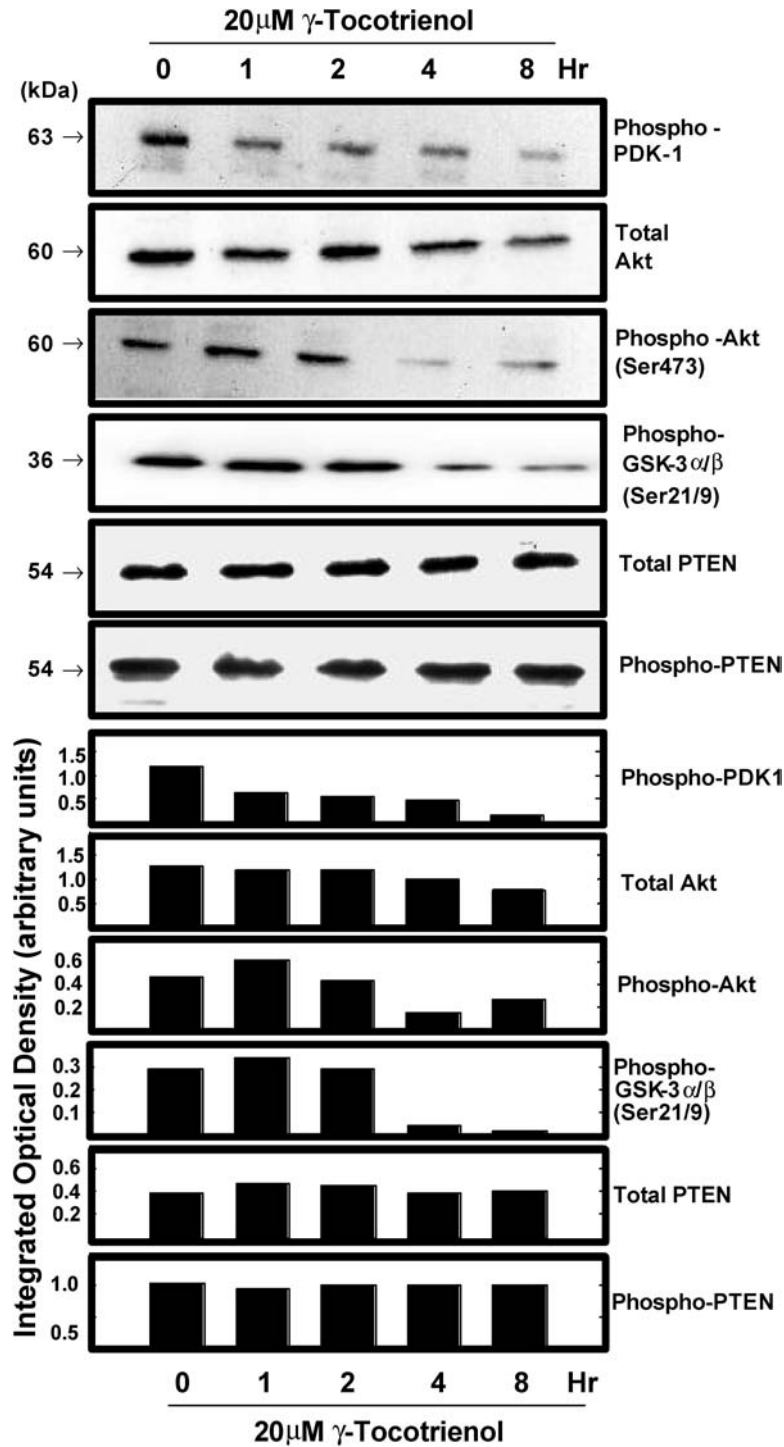 20μM γ-Tocotrienol
0 1 2 4 8 Hr
(kDa)
63 →
Phospho -
PDK-1
60 →
Total
Akt
60 →
Phospho -Akt
(Ser473)
36 →
Phospho-
GSK-3 α/β
(Ser21/9)
54 →
Total PTEN
54 →
Phospho-PTEN
Integrated Optical Density (arbitrary units)
1.5
1.0
0.5
Phospho-PDK1
1.5
1.0
0.5
Total Akt
0.6
0.4
0.2
Phospho-Akt
0.3
0.2
0.1
Phospho-
GSK-3 α/β
(Ser21/9)
0.6
0.4
0.2
Total PTEN
1.0
0.5
Phospho-PTEN
0 1 2 4 8 Hr
20μM γ-Tocotrienol